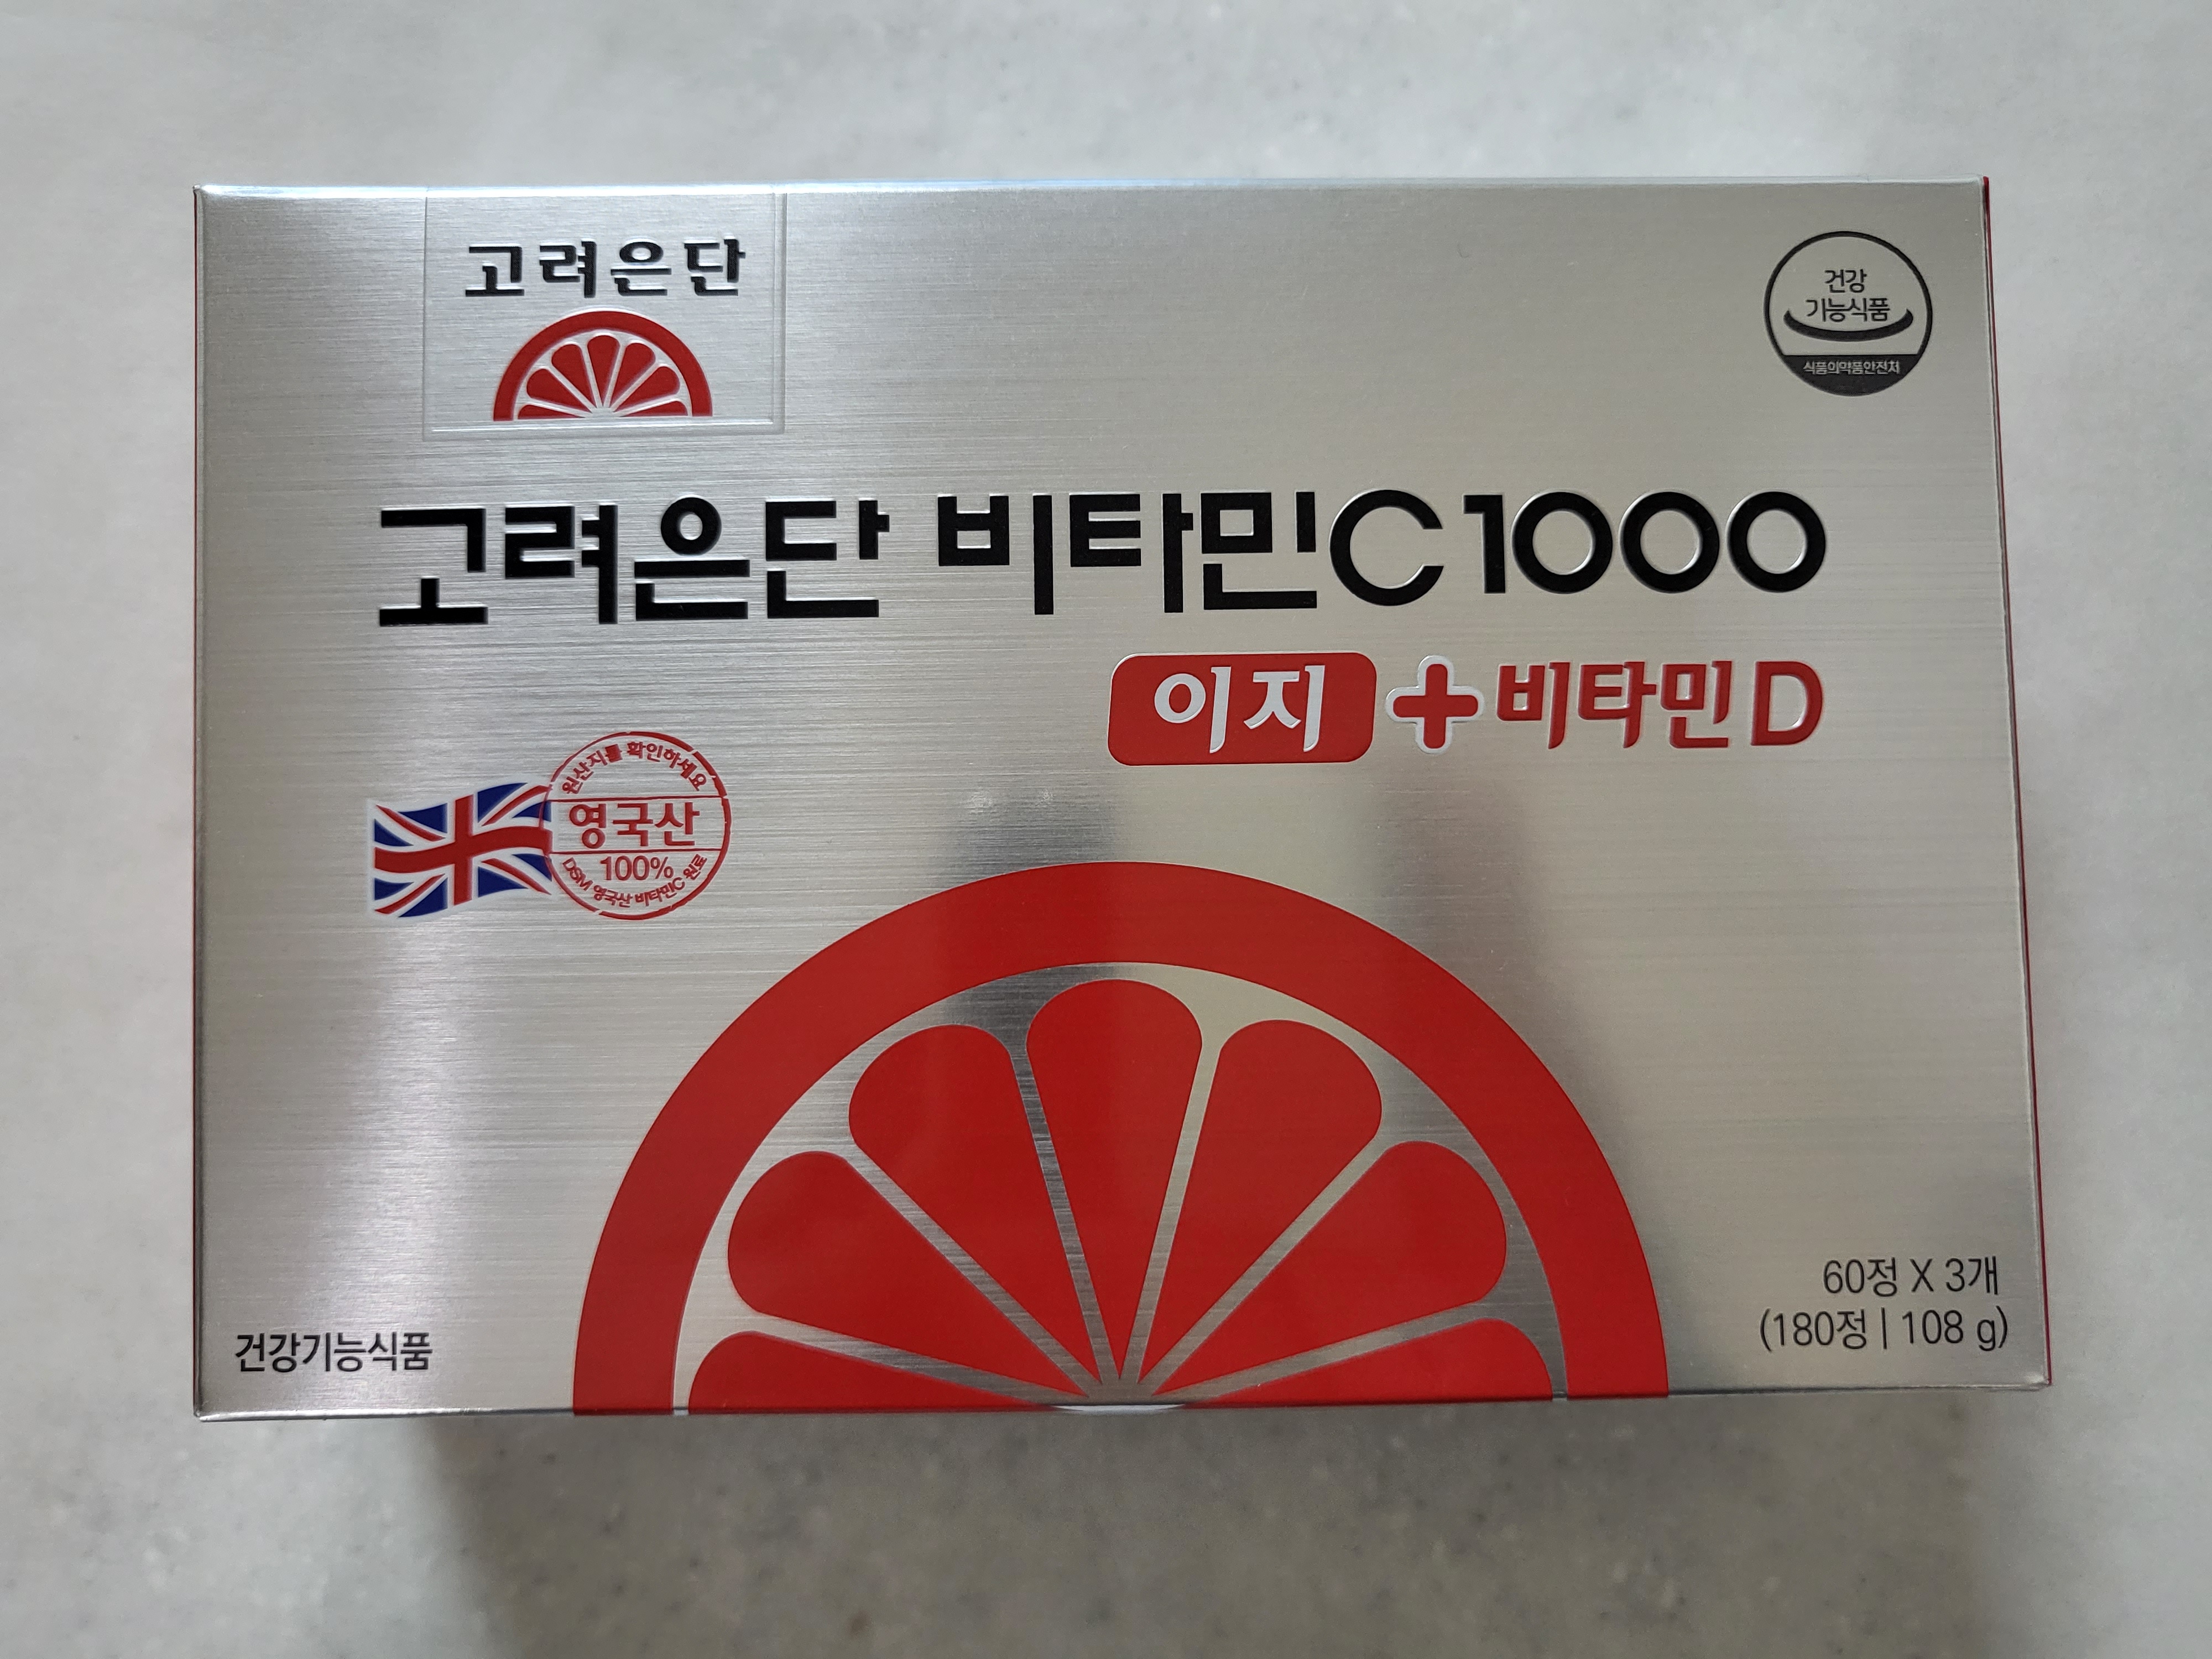 고려은단
건강
기능식품
식품의약품안전처
고려은단 비타민C1000
이지+비타민D
원산지를 확인하세요
영국산
100%
DSM 영국산 비타민C 원료
60정 X 3개
(180정 | 108 g)
건강기능식품